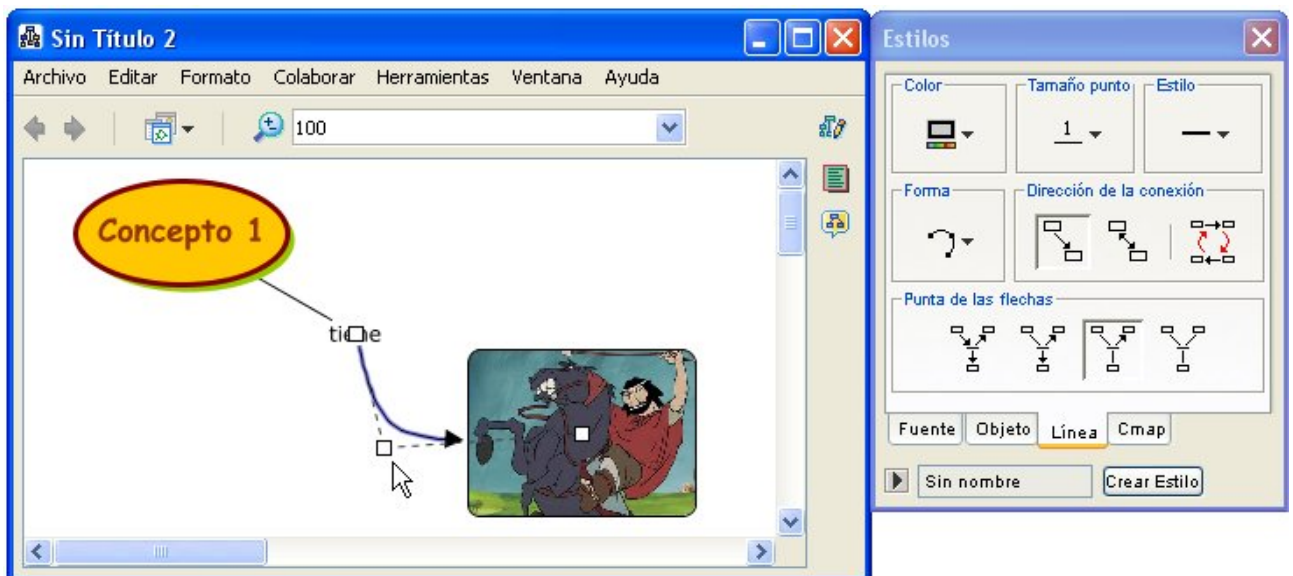 Sin Título 2
Archivo Editar Formato Colaborar Herramientas Ventana Ayuda
100
Concepto 1
tiene
Estilos
Color Tamaño punto Estilo
1
Forma Dirección de la conexión
Punta de las flechas
Fuente Objeto Línea Cmap
Sin nombre Crear Estilo